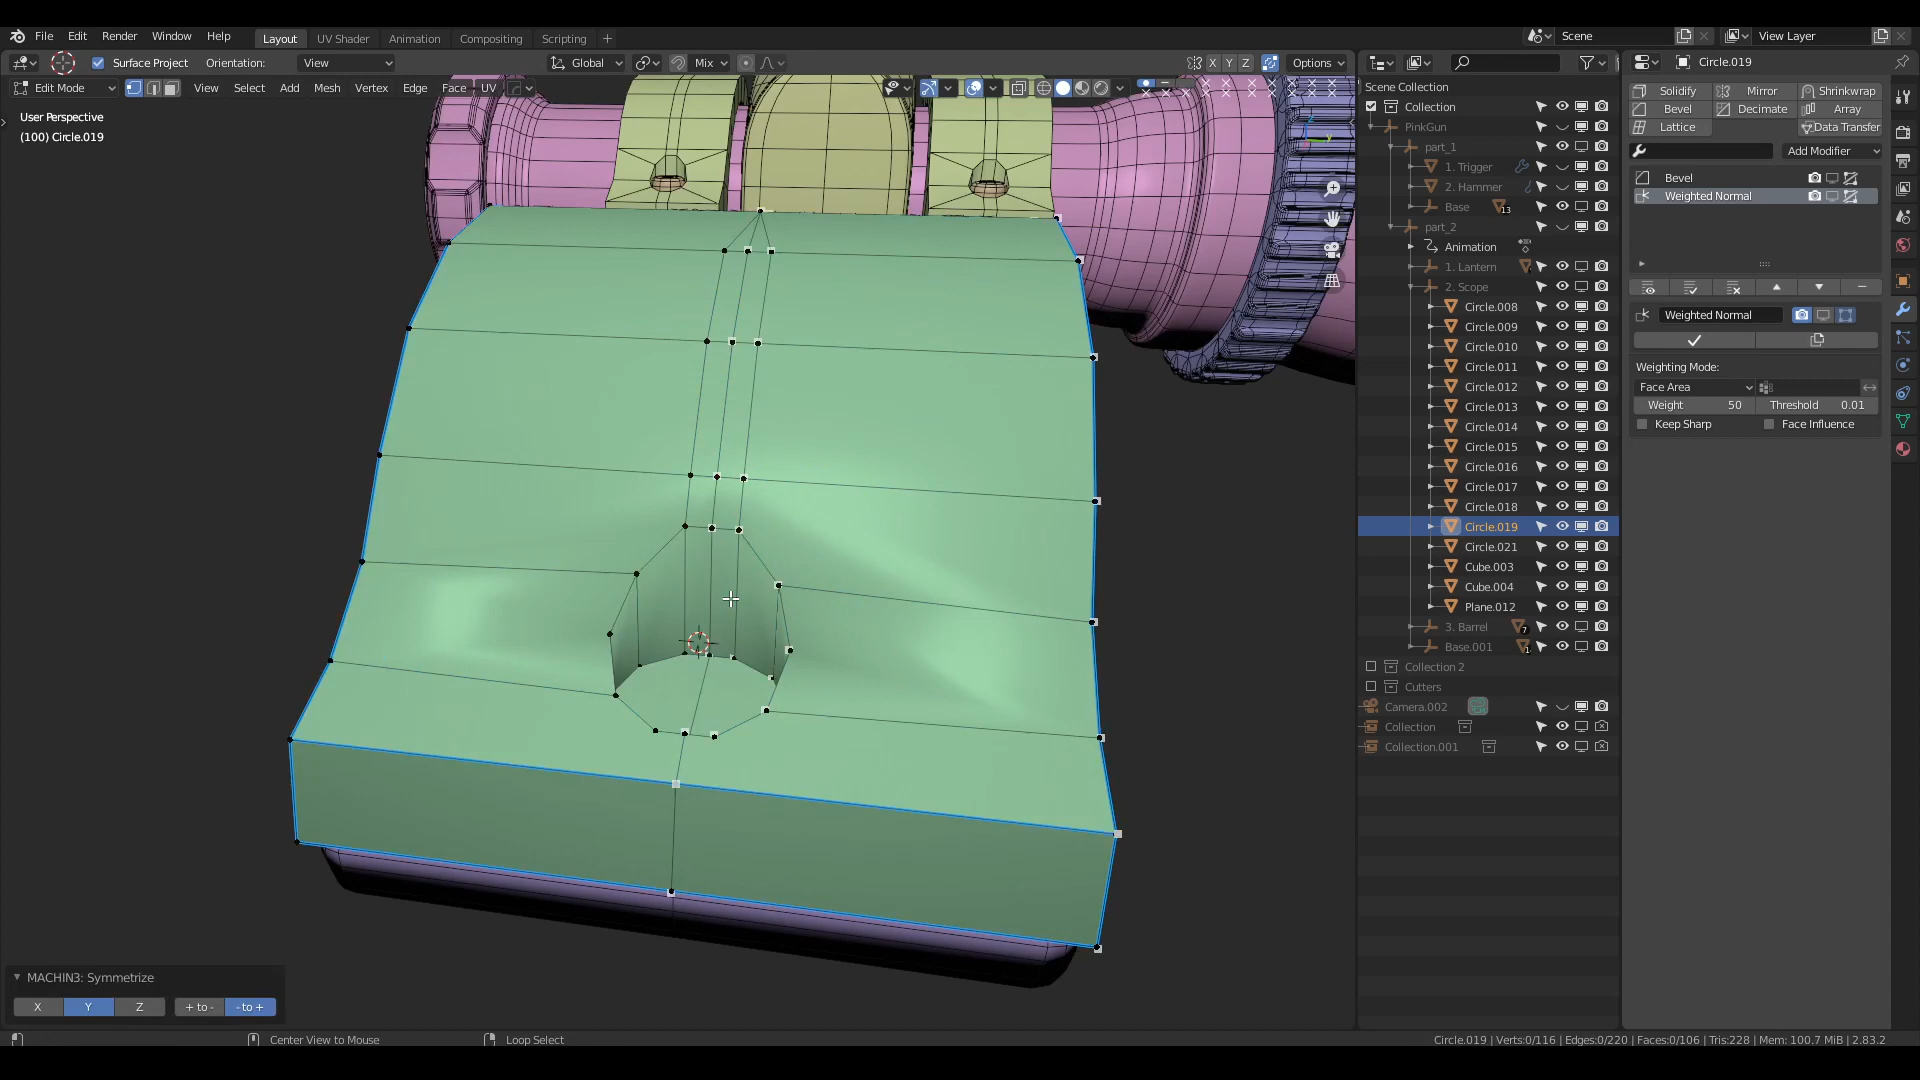 File Edit Render Window Help Layout UV Shader Animation Compositing Scripting + Scene View Layer
Surface Project Orientation: View Global Mix X Y Z Options Circle.019
Edit Mode View Select Add Mesh Vertex Edge Face UV
User Perspective
(100) Circle.019
Scene Collection
Collection
PinkGun
part_1
1. Trigger
2. Hammer
Base 13
part_2
Animation
1. Lantern
2. Scope
Circle.008
Circle.009
Circle.010
Circle.011
Circle.012
Circle.013
Circle.014
Circle.015
Circle.016
Circle.017
Circle.018
Circle.019
Circle.021
Cube.003
Cube.004
Plane.012
3. Barrel 7
Base.001 1
Collection 2
Cutters
Camera.002
Collection
Collection.001
Solidify Mirror Shrinkwrap
Bevel Decimate Array
Lattice Data Transfer
Add Modifier
Bevel
Weighted Normal
Weighted Normal
Weighting Mode:
Face Area
Weight 50 Threshold 0.01
Keep Sharp Face Influence
MACHIN3: Symmetrize
X Y Z + to - - to +
Center View to Mouse Loop Select Circle.019 | Verts:0/116 | Edges:0/220 | Faces:0/106 | Tris:228 | Mem: 100.7 MiB | 2.83.2